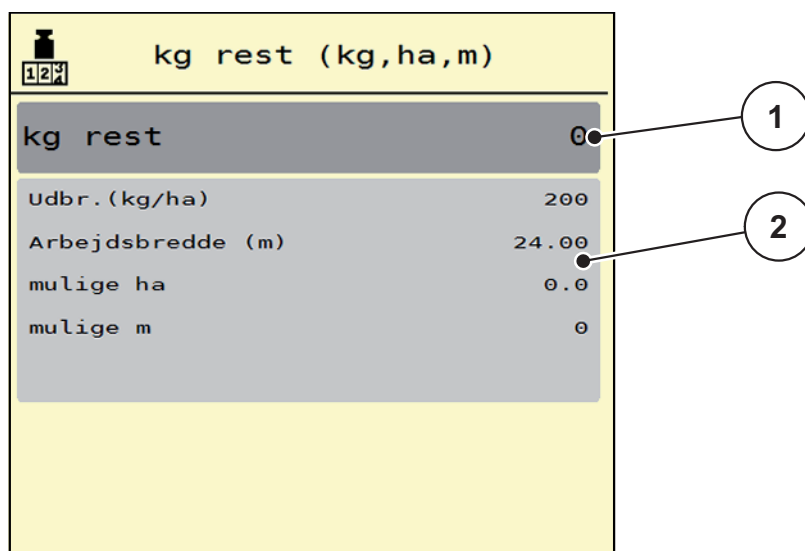 123
kg rest (kg,ha,m)
kg rest 0
1
Udbr.(kg/ha) 200
Arbejdsbredde (m) 24.00
2
mulige ha 0.0
mulige m 0